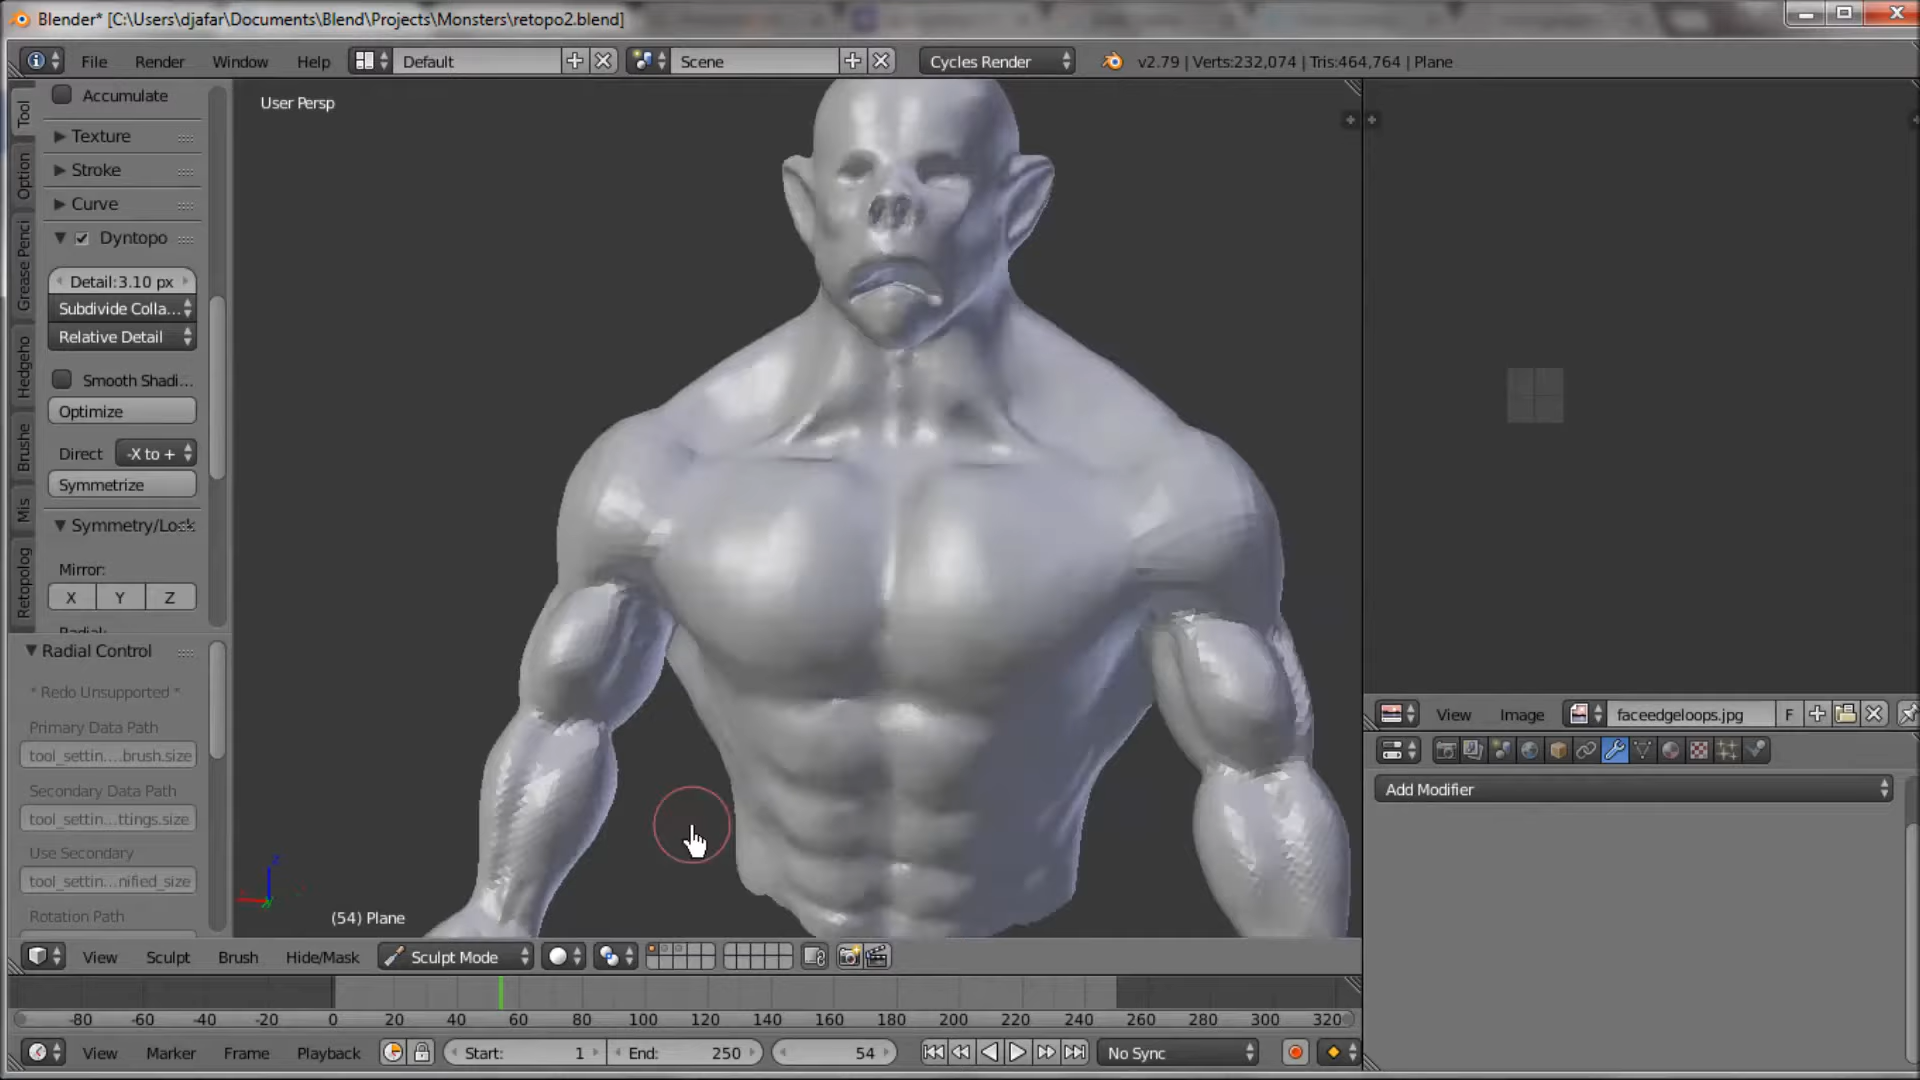 Blender* [C:\Users\djafar\Documents\Blend\Projects\Monsters\retopo2.blend]
File Render Window Help Default Scene Cycles Render v2.79 | Verts:232,074 | Tris:464,764 | Plane
Tool
Option
Grease Penci
Hedgeho
Brushe
Mis
Retopolog
Accumulate
Texture
Stroke
Curve
Dyntopo
Detail:3.10 px
Subdivide Colla...
Relative Detail
Smooth Shadi...
Optimize
Direct -X to +
Symmetrize
Symmetry/Lock
Mirror:
X Y Z
Radial:
Radial Control
* Redo Unsupported *
Primary Data Path
tool_settin....brush.size
Secondary Data Path
tool_settin...ttings.size
Use Secondary
tool_settin...nified_size
Rotation Path
User Persp
(54) Plane
View Sculpt Brush Hide/Mask Sculpt Mode
-80 -60 -40 -20 0 20 40 60 80 100 120 140 160 180 200 220 240 260 280 300 320
View Marker Frame Playback Start: 1 End: 250 54 No Sync
View Image faceedgeloops.jpg F
Add Modifier